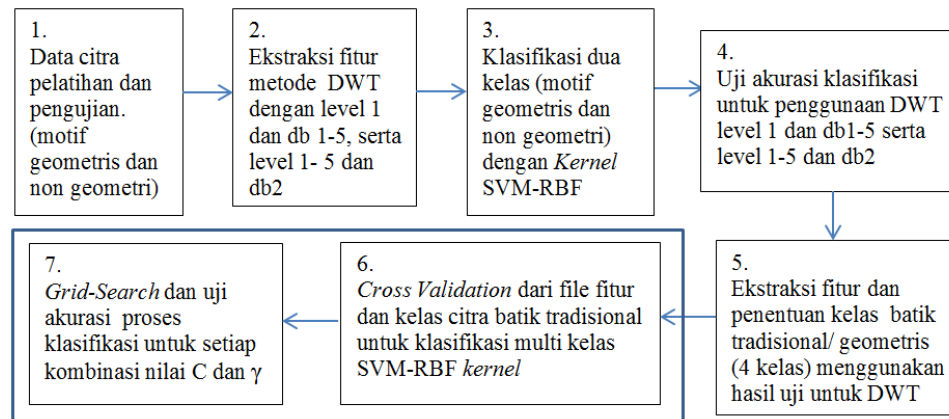 1.
Data citra
pelatihan dan
pengujian.
(motif
geometris dan
non geometri)
2.
Ekstraksi fitur
metode DWT
dengan level 1
dan db 1-5, serta
level 1- 5 dan
db2
3.
Klasifikasi dua
kelas (motif
geometris dan
non geometri)
dengan Kernel
SVM-RBF
4.
Uji akurasi klasifikasi
untuk penggunaan DWT
level 1 dan db1-5 serta
level 1-5 dan db2
5.
Ekstraksi fitur dan
penentuan kelas batik
tradisional/ geometris
(4 kelas) menggunakan
hasil uji untuk DWT
6.
Cross Validation dari file fitur
dan kelas citra batik tradisional
untuk klasifikasi multi kelas
SVM-RBF kernel
7.
Grid-Search dan uji
akurasi proses
klasifikasi untuk setiap
kombinasi nilai C dan γ